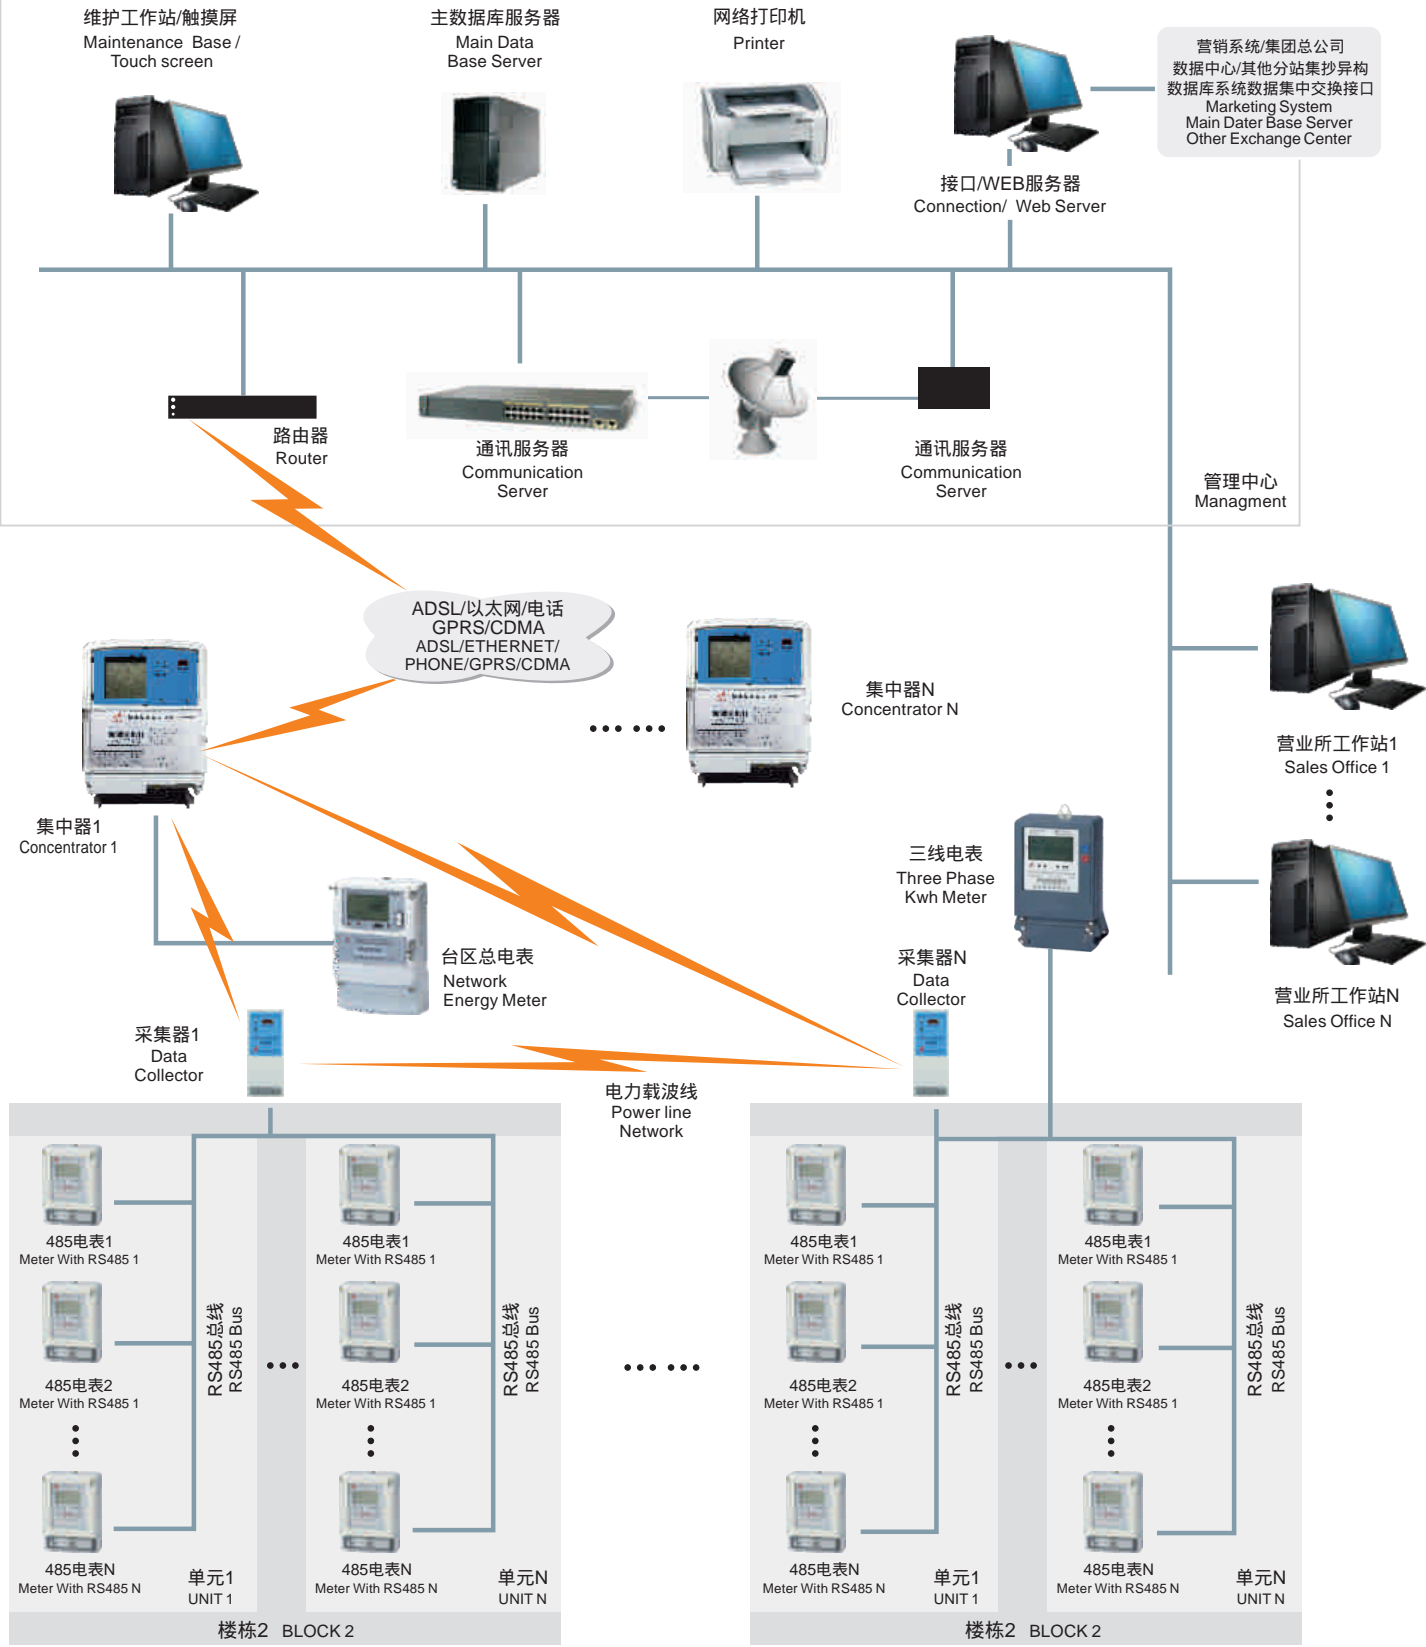 维护工作站/触摸屏
Maintenance Base /
Touch screen
主数据库服务器
Main Data
Base Server
网络打印机
Printer
营销系统/集团总公司
数据中心/其他分站集抄异构
数据库系统数据集中交换接口
Marketing System
Main Dater Base Server
Other Exchange Center
接口/WEB服务器
Connection/ Web Server
路由器
Router
通讯服务器
Communication
Server
通讯服务器
Communication
Server
管理中心
Managment
ADSL/以太网/电话
GPRS/CDMA
ADSL/ETHERNET/
PHONE/GPRS/CDMA
集中器N
Concentrator N
营业所工作站1
Sales Office 1
集中器1
Concentrator 1
三线电表
Three Phase
Kwh Meter
台区总电表
Network
Energy Meter
采集器N
Data
Collector
营业所工作站N
Sales Office N
采集器1
Data
Collector
电力载波线
Power line
Network
485电表1
Meter With RS485 1
485电表2
Meter With RS485 1
485电表N
Meter With RS485 N
RS485总线
RS485 Bus
单元1
UNIT 1
485电表1
Meter With RS485 1
485电表2
Meter With RS485 1
485电表N
Meter With RS485 N
RS485总线
RS485 Bus
单元N
UNIT N
楼栋2 BLOCK 2
485电表1
Meter With RS485 1
485电表2
Meter With RS485 1
485电表N
Meter With RS485 N
RS485总线
RS485 Bus
单元1
UNIT 1
485电表1
Meter With RS485 1
485电表2
Meter With RS485 1
485电表N
Meter With RS485 N
RS485总线
RS485 Bus
单元N
UNIT N
楼栋2 BLOCK 2